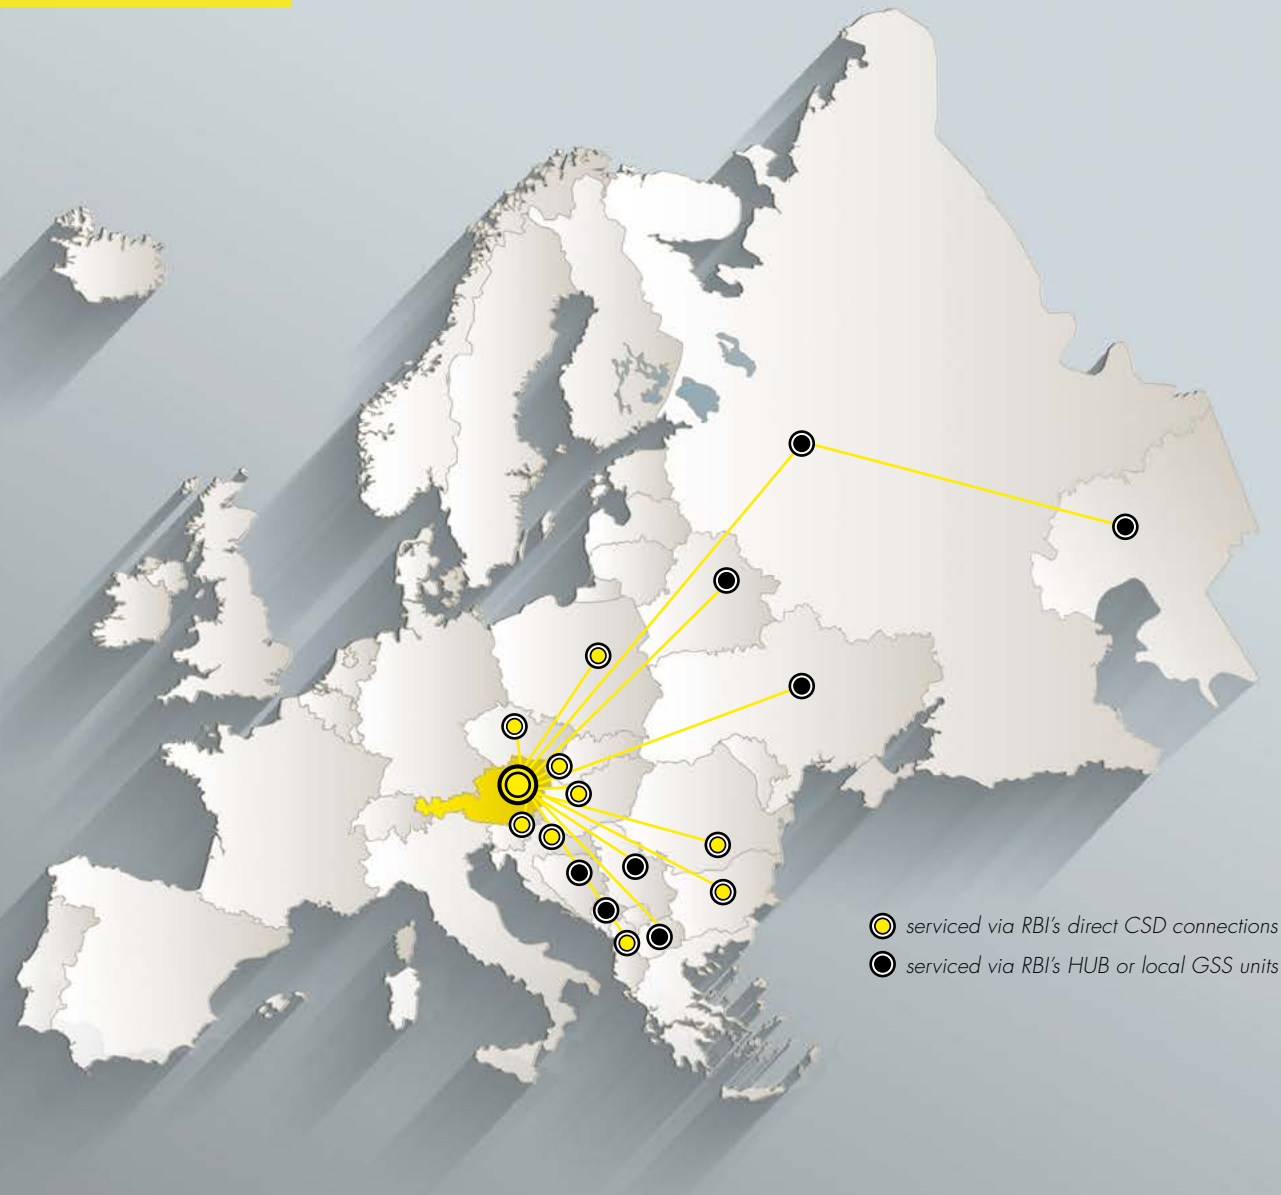 serviced via RBI's direct CSD connections
serviced via RBI's HUB or local GSS units